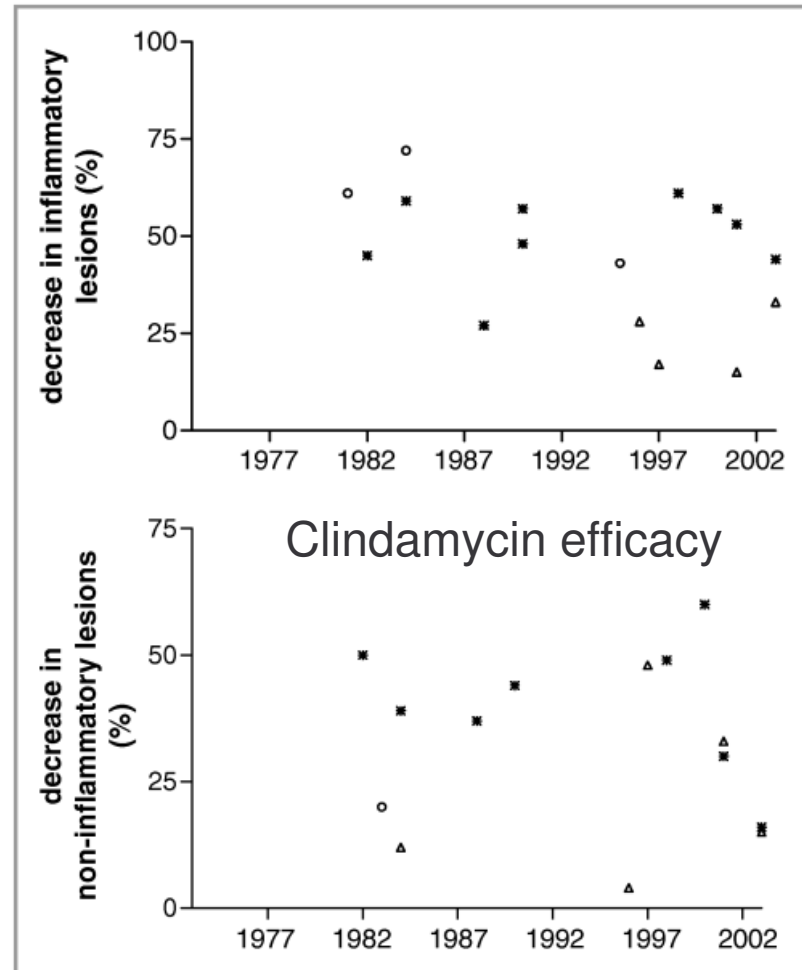 decrease in inflammatory
lesions (%)
100
75
50
25
0
1977 1982 1987 1992 1997 2002
Clindamycin efficacy
decrease in
non-inflammatory lesions
(%)
75
50
25
0
1977 1982 1987 1992 1997 2002